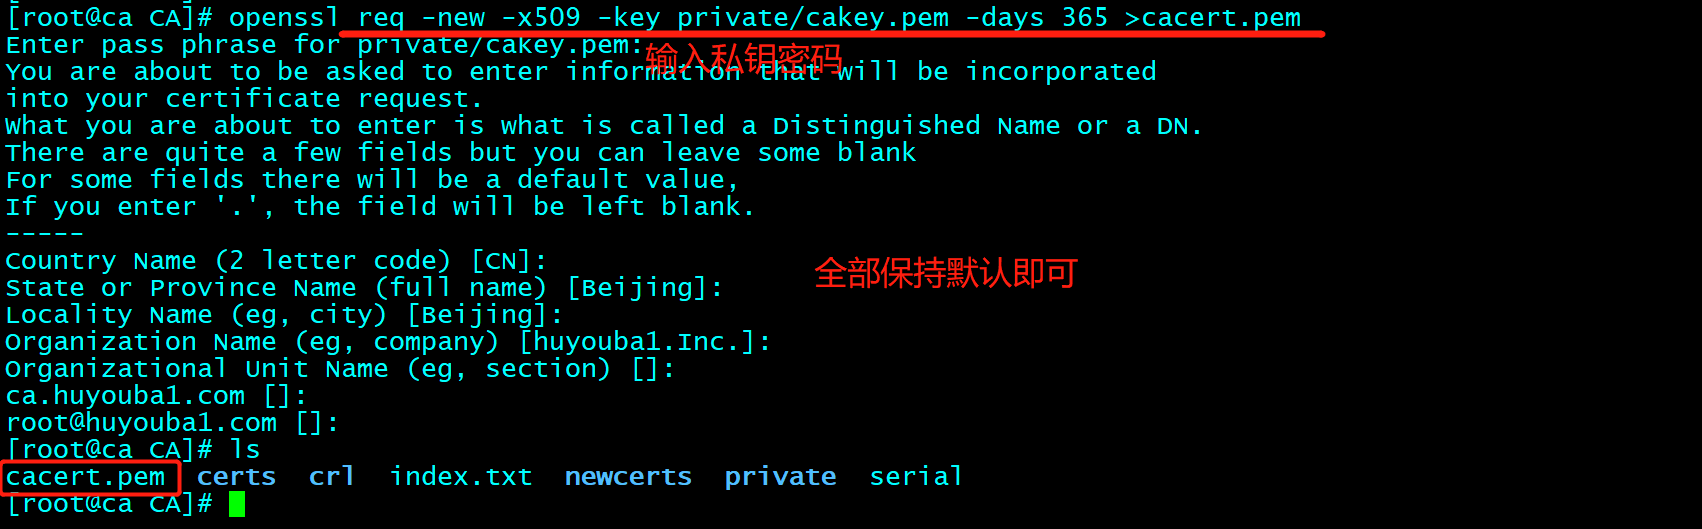 [root@ca CA]# openssl req -new -x509 -key private/cakey.pem -days 365 >cacert.pem
Enter pass phrase for private/cakey.pem:
输入私钥密码
You are about to be asked to enter information that will be incorporated
into your certificate request.
What you are about to enter is what is called a Distinguished Name or a DN.
There are quite a few fields but you can leave some blank
For some fields there will be a default value,
If you enter '.', the field will be left blank.
-----
Country Name (2 letter code) [CN]:
全部保持默认即可
State or Province Name (full name) [Beijing]:
Locality Name (eg, city) [Beijing]:
Organization Name (eg, company) [huyouba1.Inc.]:
Organizational Unit Name (eg, section) []:
ca.huyouba1.com []:
root@huyouba1.com []:
[root@ca CA]# ls
cacert.pem  certs  crl  index.txt  newcerts  private  serial
[root@ca CA]#